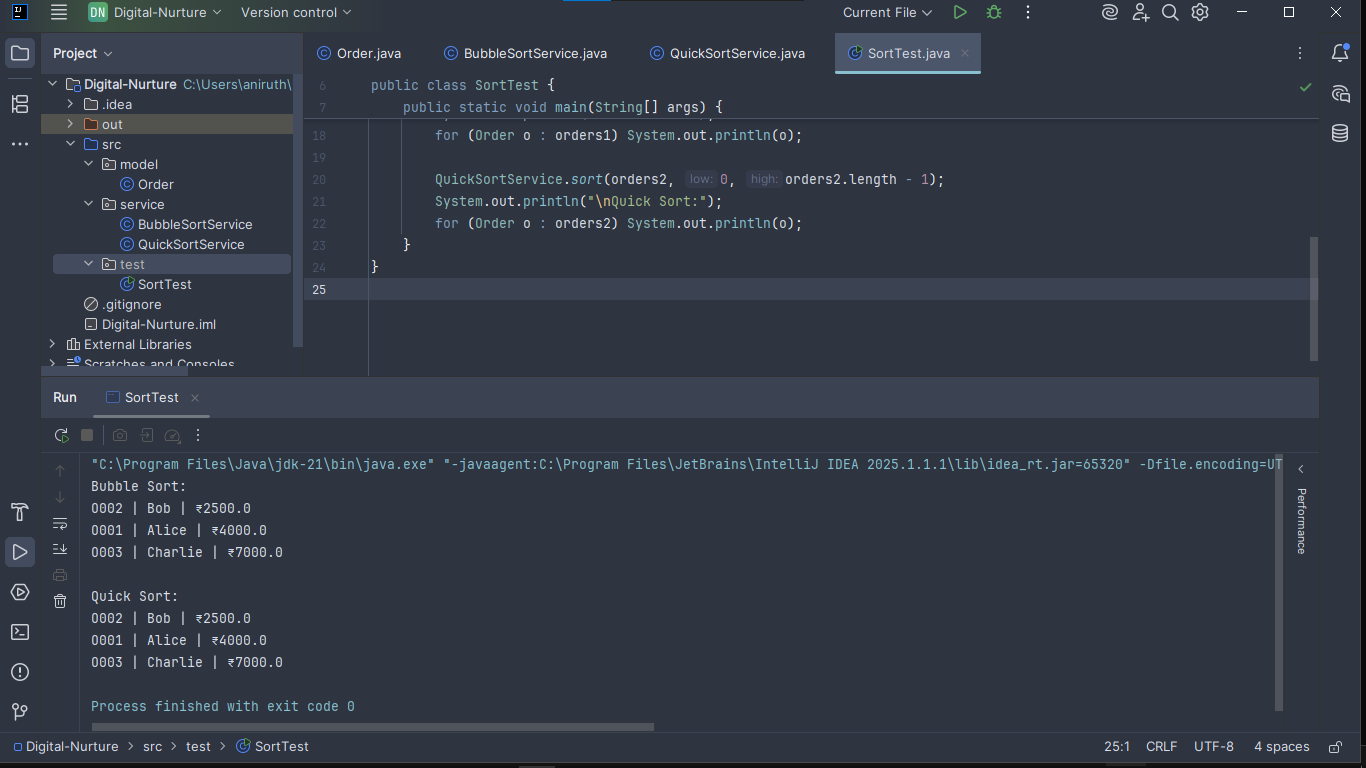 DN Digital-Nurture Version control Current File
Project
Order.java BubbleSortService.java QuickSortService.java SortTest.java
Digital-Nurture C:\Users\aniruth\
.idea
out
src
model
Order
service
BubbleSortService
QuickSortService
test
SortTest
.gitignore
Digital-Nurture.iml
External Libraries
Scratches and Consoles
6 public class SortTest {
7 public static void main(String[] args) {
18 for (Order o : orders1) System.out.println(o);
19
20 QuickSortService.sort(orders2, low: 0, high: orders2.length - 1);
21 System.out.println("\nQuick Sort:");
22 for (Order o : orders2) System.out.println(o);
23 }
24 }
25
Run SortTest
"C:\Program Files\Java\jdk-21\bin\java.exe" "-javaagent:C:\Program Files\JetBrains\IntelliJ IDEA 2025.1.1.1\lib\idea_rt.jar=65320" -Dfile.encoding=UT
Bubble Sort:
O002 | Bob | ₹2500.0
O001 | Alice | ₹4000.0
O003 | Charlie | ₹7000.0
Quick Sort:
O002 | Bob | ₹2500.0
O001 | Alice | ₹4000.0
O003 | Charlie | ₹7000.0
Process finished with exit code 0
Performance
Digital-Nurture > src > test > SortTest 25:1 CRLF UTF-8 4 spaces